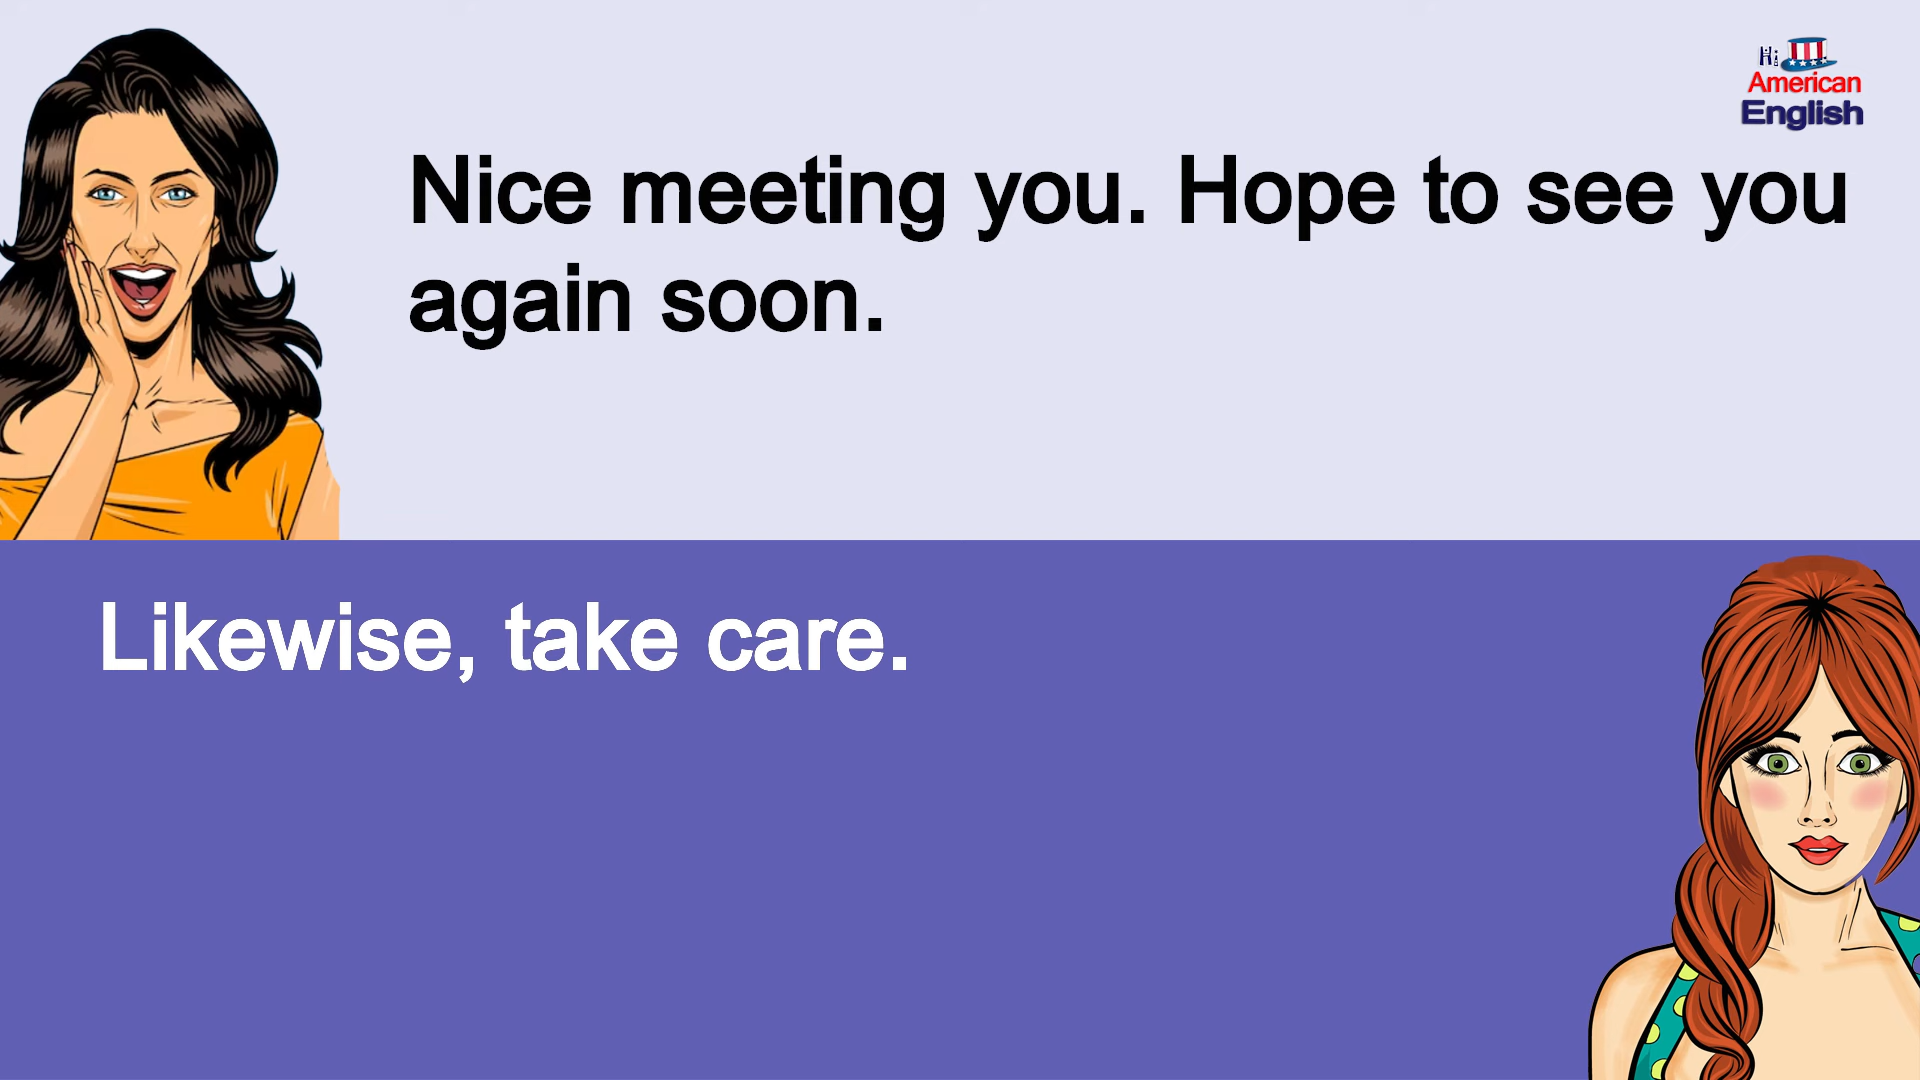 Hi
American
English
Nice meeting you. Hope to see you
again soon.
Likewise, take care.